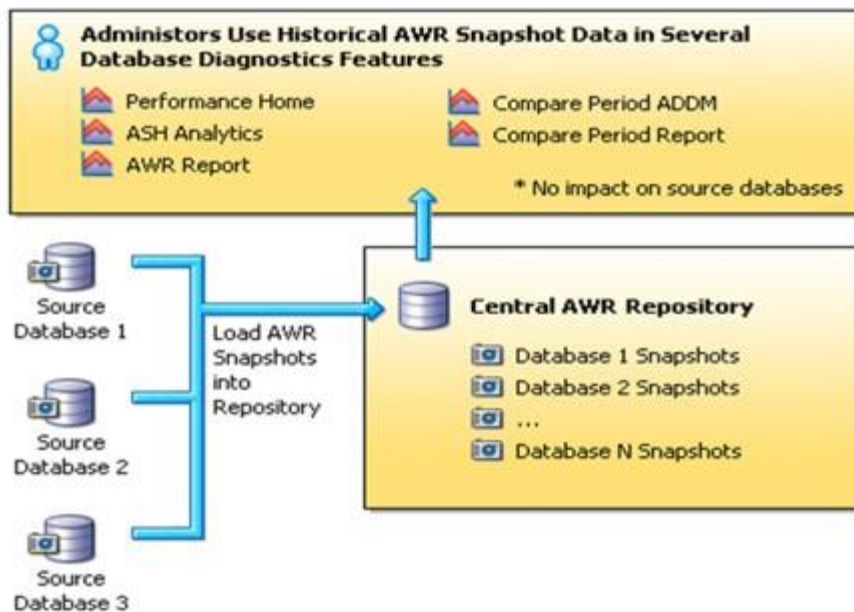 Administors Use Historical AWR Snapshot Data in Several
Database Diagnostics Features
Performance Home
ASH Analytics
AWR Report
Compare Period ADDM
Compare Period Report
* No impact on source databases
Source
Database 1
Source
Database 2
Source
Database 3
Load AWR
Snapshots
into
Repository
Central AWR Repository
Database 1 Snapshots
Database 2 Snapshots
...
Database N Snapshots